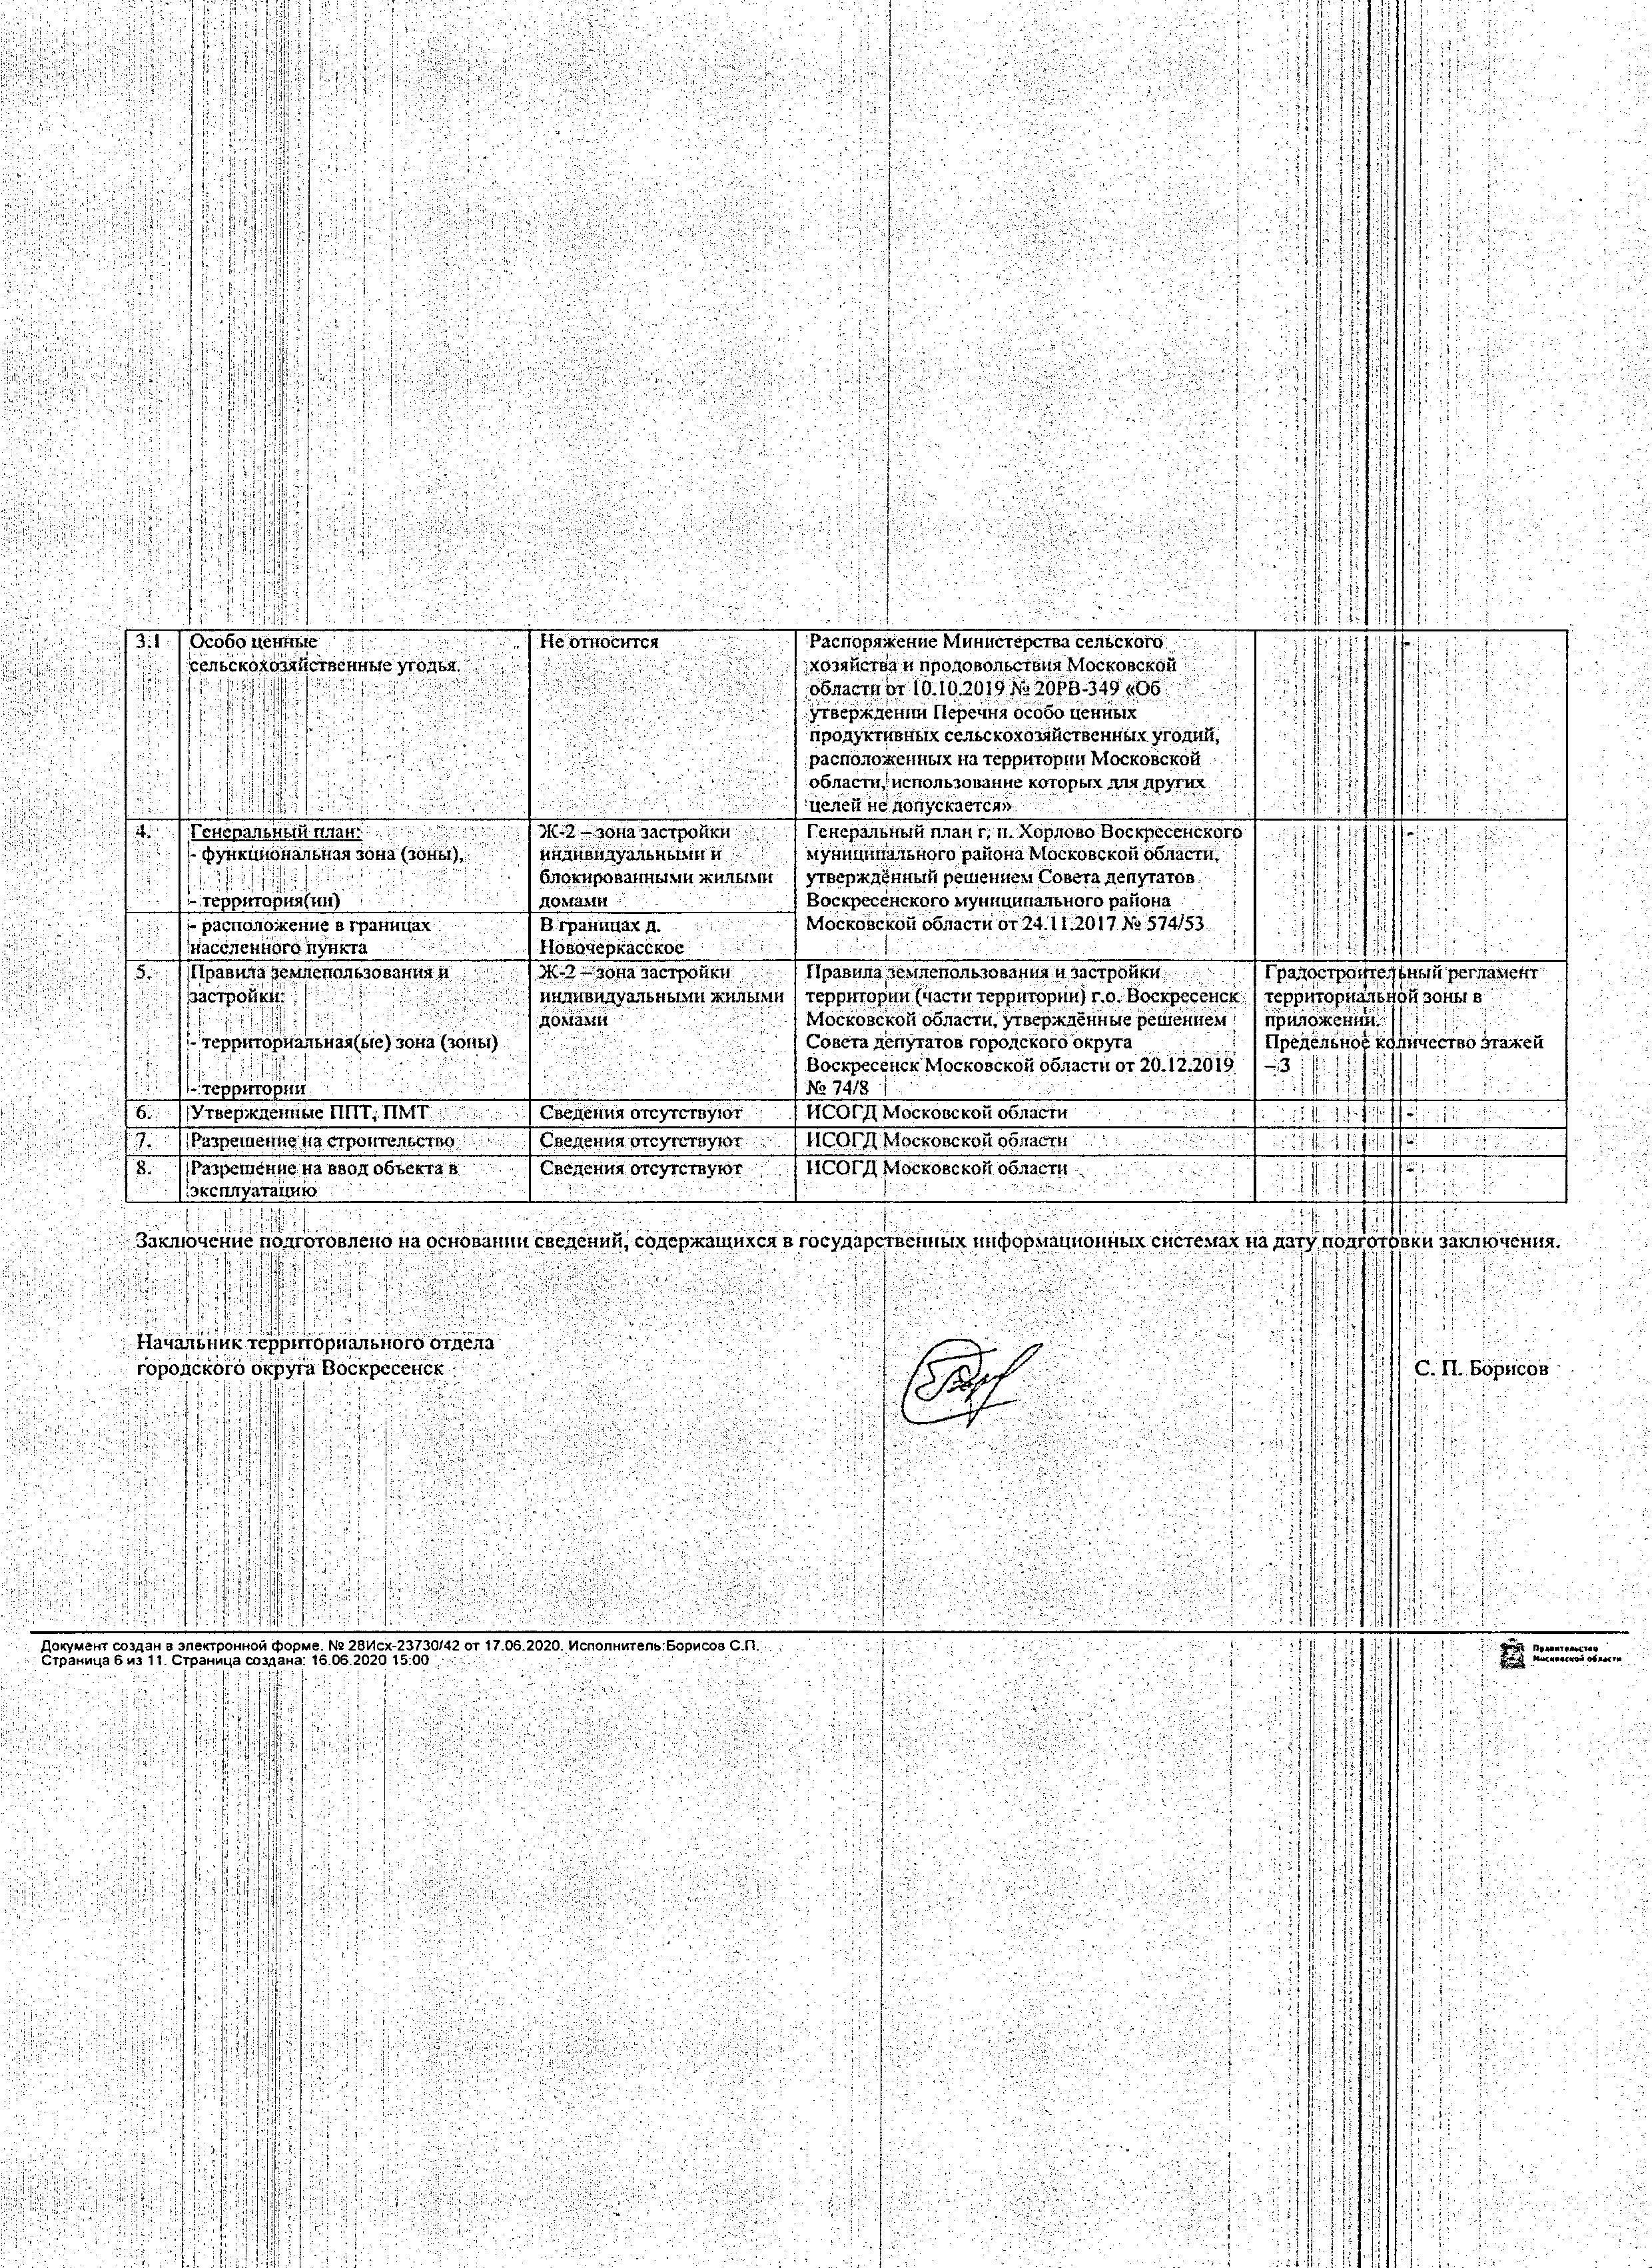 3.1 Особо ценные Не относится Распоряжение Министерства сельского -
сельскохозяйственные угодья. хозяйства и продовольствия Московской
области от 10.10.2019 № 20РВ-349 «Об
утверждении Перечня особо ценных
продуктивных сельскохозяйственных угодий,
расположенных на территории Московской
области, использование которых для других
целей не допускается»
4. Генеральный план: Ж-2 – зона застройки Генеральный план г. п. Хорлово Воскресенского -
- функциональная зона (зоны), индивидуальными и муниципального района Московской области,
блокированными жилыми утверждённый решением Совета депутатов
- территория(ии) домами Воскресенского муниципального района
- расположение в границах В границах д. Московской области от 24.11.2017 № 574/53
населенного пункта Новочеркасское
5. Правила землепользования и Ж-2 – зона застройки Правила землепользования и застройки Градостроительный регламент
застройки: индивидуальными жилыми территории (части территории) г.о. Воскресенск территориальной зоны в
домами Московской области, утверждённые решением приложении.
- территориальная(ые) зона (зоны) Совета депутатов городского округа Предельное количество этажей
Воскресенск Московской области от 20.12.2019 – 3
- территории № 74/8
6. Утвержденные ППТ, ПМТ Сведения отсутствуют ИСОГД Московской области -
7. Разрешение на строительство Сведения отсутствуют ИСОГД Московской области -
8. Разрешение на ввод объекта в Сведения отсутствуют ИСОГД Московской области -
эксплуатацию
Заключение подготовлено на основании сведений, содержащихся в государственных информационных системах на дату подготовки заключения.
Начальник территориального отдела
городского округа Воскресенск С. П. Борисов
Документ создан в электронной форме. № 28Исх-23730/42 от 17.06.2020. Исполнитель:Борисов С.П.
Страница 6 из 11. Страница создана: 16.06.2020 15:00
Правительство
Московской области